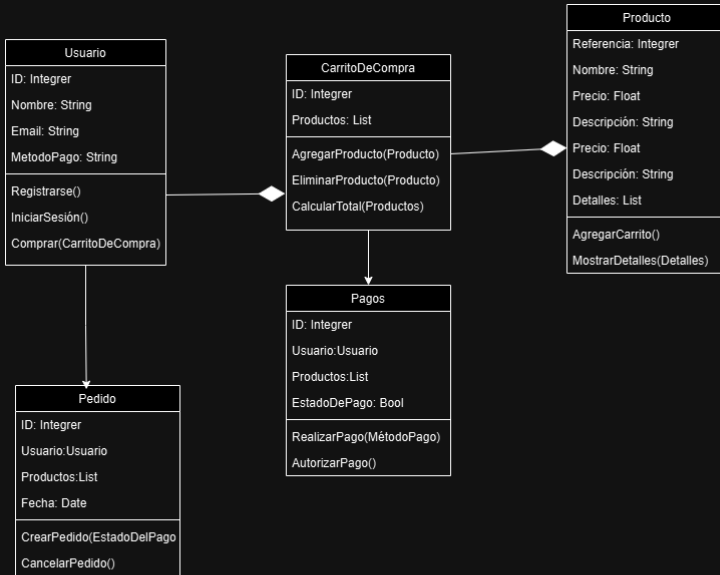 Usuario
ID: Integrer
Nombre: String
Email: String
MetodoPago: String
Registrarse()
IniciarSesión()
Comprar(CarritoDeCompra)
CarritoDeCompra
ID: Integrer
Productos: List
AgregarProducto(Producto)
EliminarProducto(Producto)
CalcularTotal(Productos)
Producto
Referencia: Integrer
Nombre: String
Precio: Float
Descripción: String
Precio: Float
Descripción: String
Detalles: List
AgregarCarrito()
MostrarDetalles(Detalles)
Pedido
ID: Integrer
Usuario:Usuario
Productos:List
Fecha: Date
CrearPedido(EstadoDelPago
CancelarPedido()
Pagos
ID: Integrer
Usuario:Usuario
Productos:List
EstadoDePago: Bool
RealizarPago(MétodoPago)
AutorizarPago()